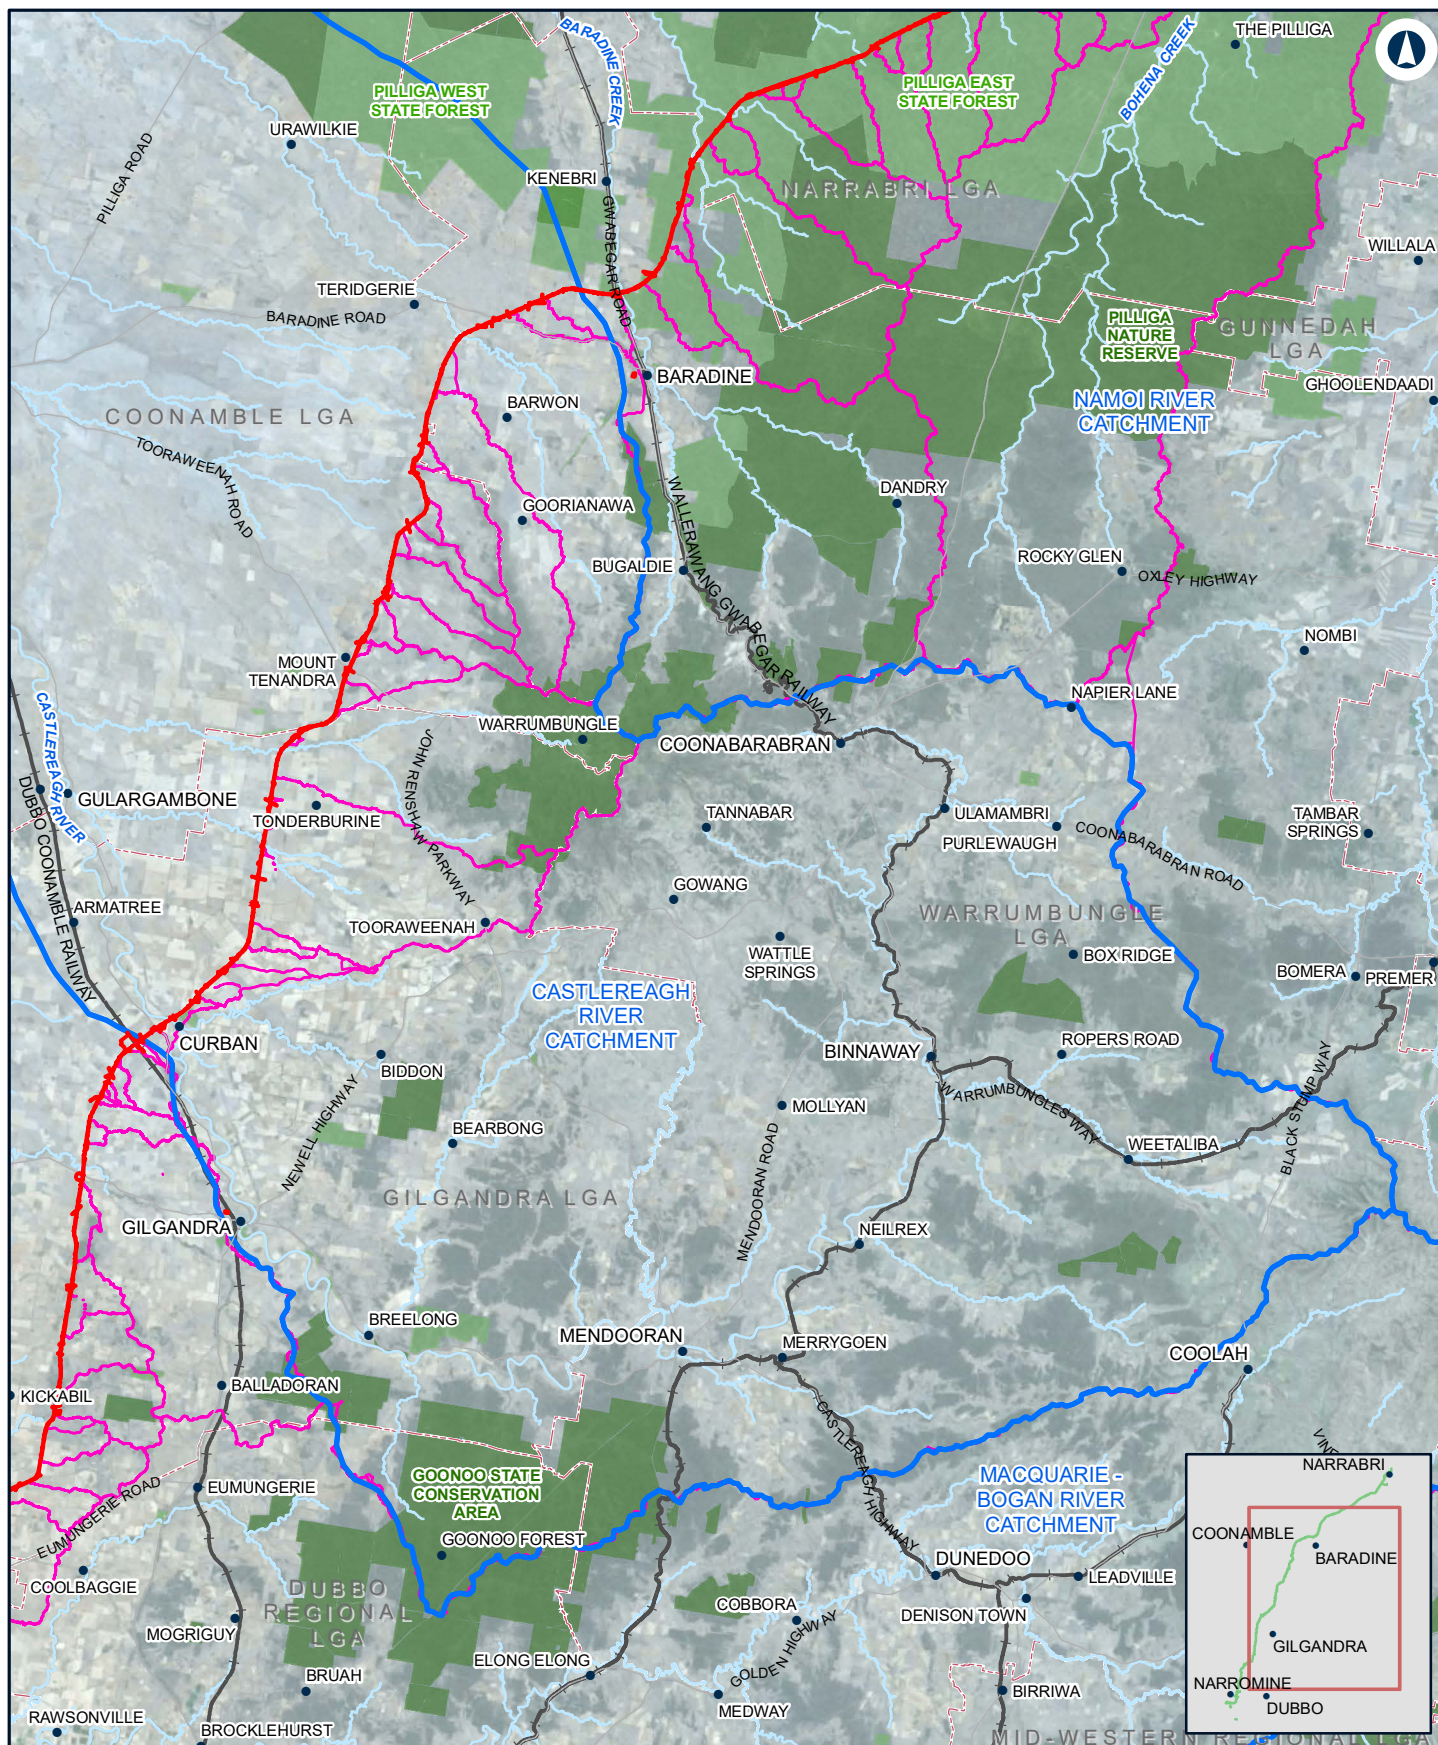 THE PILLIGA
BARADINE CREEK
BOHENA CREEK
PILLIGA WEST
STATE FOREST
PILLIGA EAST
STATE FOREST
URAWILKIE
PILLIGA ROAD
KENEBRI
GWABEGAR ROAD
NARRABRI LGA
WILLALA
TERIDGERIE
BARADINE ROAD
PILLIGA
NATURE
RESERVE
GUNNEDAH
LGA
BARADINE
GHOOLENDAADI
BARWON
COONAMBLE LGA
NAMOI RIVER
CATCHMENT
TOORAWEENAH ROAD
GOORIANAWA
DANDRY
BUGALDIE
WALLERAWANG GWABEGAR RAILWAY
ROCKY GLEN
OXLEY HIGHWAY
NOMBI
MOUNT
TENANDRA
CASTLEREAGH RIVER
NAPIER LANE
WARRUMBUNGLE
COONABARABRAN
JOHN RENSHAW PARKWAY
GULARGAMBONE
DUBBO COONAMBLE RAILWAY
TONDERBURINE
TANNABAR
ULAMAMBRI
PURLEWAUGH
COONABARABRAN ROAD
TAMBAR
SPRINGS
GOWANG
ARMATREE
TOORAWEENAH
WARRUMBUNGLE
LGA
WATTLE
SPRINGS
BOX RIDGE
BOMERA
PREMER
CASTLEREAGH
RIVER
CATCHMENT
CURBAN
BIDDON
BINNAWAY
ROPERS ROAD
NEWELL HIGHWAY
WARRUMBUNGLES WAY
BLACK STUMP WAY
MOLLYAN
BEARBONG
WEETALIBA
MENDOORAN ROAD
GILGANDRA LGA
GILGANDRA
NEILREX
BREELONG
MENDOORAN
MERRYGOEN
COOLAH
KICKABIL
BALLADORAN
CASTLEREAGH HIGHWAY
GOONOO STATE
CONSERVATION
AREA
MACQUARIE -
BOGAN RIVER
CATCHMENT
EUMUNGERIE
EUMUNGERIE ROAD
GOONOO FOREST
COOLBAGGIE
DUBBO
REGIONAL
LGA
DUNEDOO
LEADVILLE
COBBORA
DENISON TOWN
MOGRIGUY
GOLDEN HIGHWAY
ELONG ELONG
BRUAH
MEDWAY
BIRRIWA
RAWSONVILLE
BROCKLEHURST
MID-WESTERN REGIONAL LGA
NARRABRI
COONAMBLE
BARADINE
GILGANDRA
NARROMINE
DUBBO